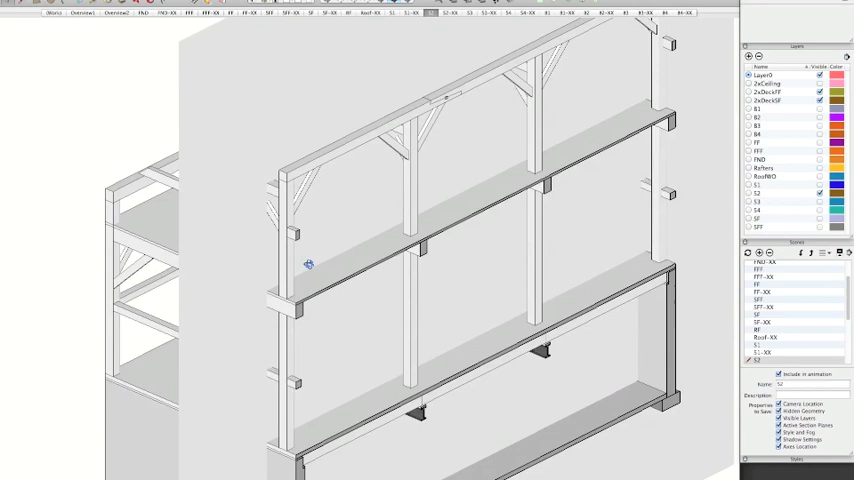 (Work) Overview1 Overview2 FND FND-XX FFF FFF-XX FF FF-XX SFF SFF-XX SF SF-XX RF Roof-XX S1 S1-XX S2 S2-XX S3 S3-XX S4 S4-XX B1 B1-XX B2 B2-XX B3 B3-XX B4 B4-XX
Layers
Name Visible Color
Layer0
2xCeiling
2xDeckFF
2xDeckSF
B1
B2
B3
B4
FF
FFF
FND
Rafters
RoofWO
S1
S2
S3
S4
SF
SFF
Scenes
FND-XX
FFF
FFF-XX
FF
FF-XX
SFF
SFF-XX
SF
SF-XX
RF
Roof-XX
S1
S1-XX
S2
Include in animation
Name: S2
Description:
Properties to Save:
Camera Location
Hidden Geometry
Visible Layers
Active Section Planes
Style and Fog
Shadow Settings
Axes Location
Styles